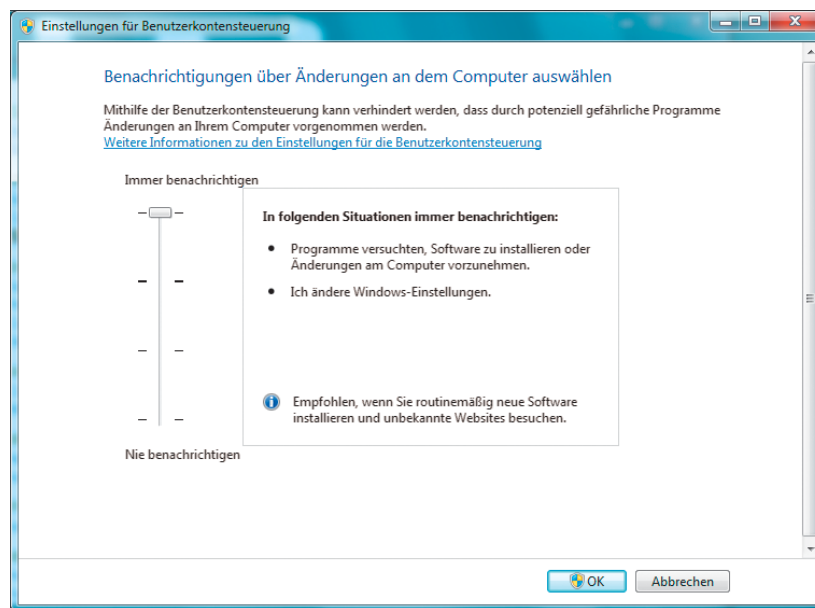 Einstellungen für Benutzerkontensteuerung
Benachrichtigungen über Änderungen an dem Computer auswählen
Mithilfe der Benutzerkontensteuerung kann verhindert werden, dass durch potenziell gefährliche Programme
Änderungen an Ihrem Computer vorgenommen werden.
Weitere Informationen zu den Einstellungen für die Benutzerkontensteuerung
Immer benachrichtigen
In folgenden Situationen immer benachrichtigen:
• Programme versuchten, Software zu installieren oder
Änderungen am Computer vorzunehmen.
• Ich ändere Windows-Einstellungen.
Empfohlen, wenn Sie routinemäßig neue Software
installieren und unbekannte Websites besuchen.
Nie benachrichtigen
OK
Abbrechen